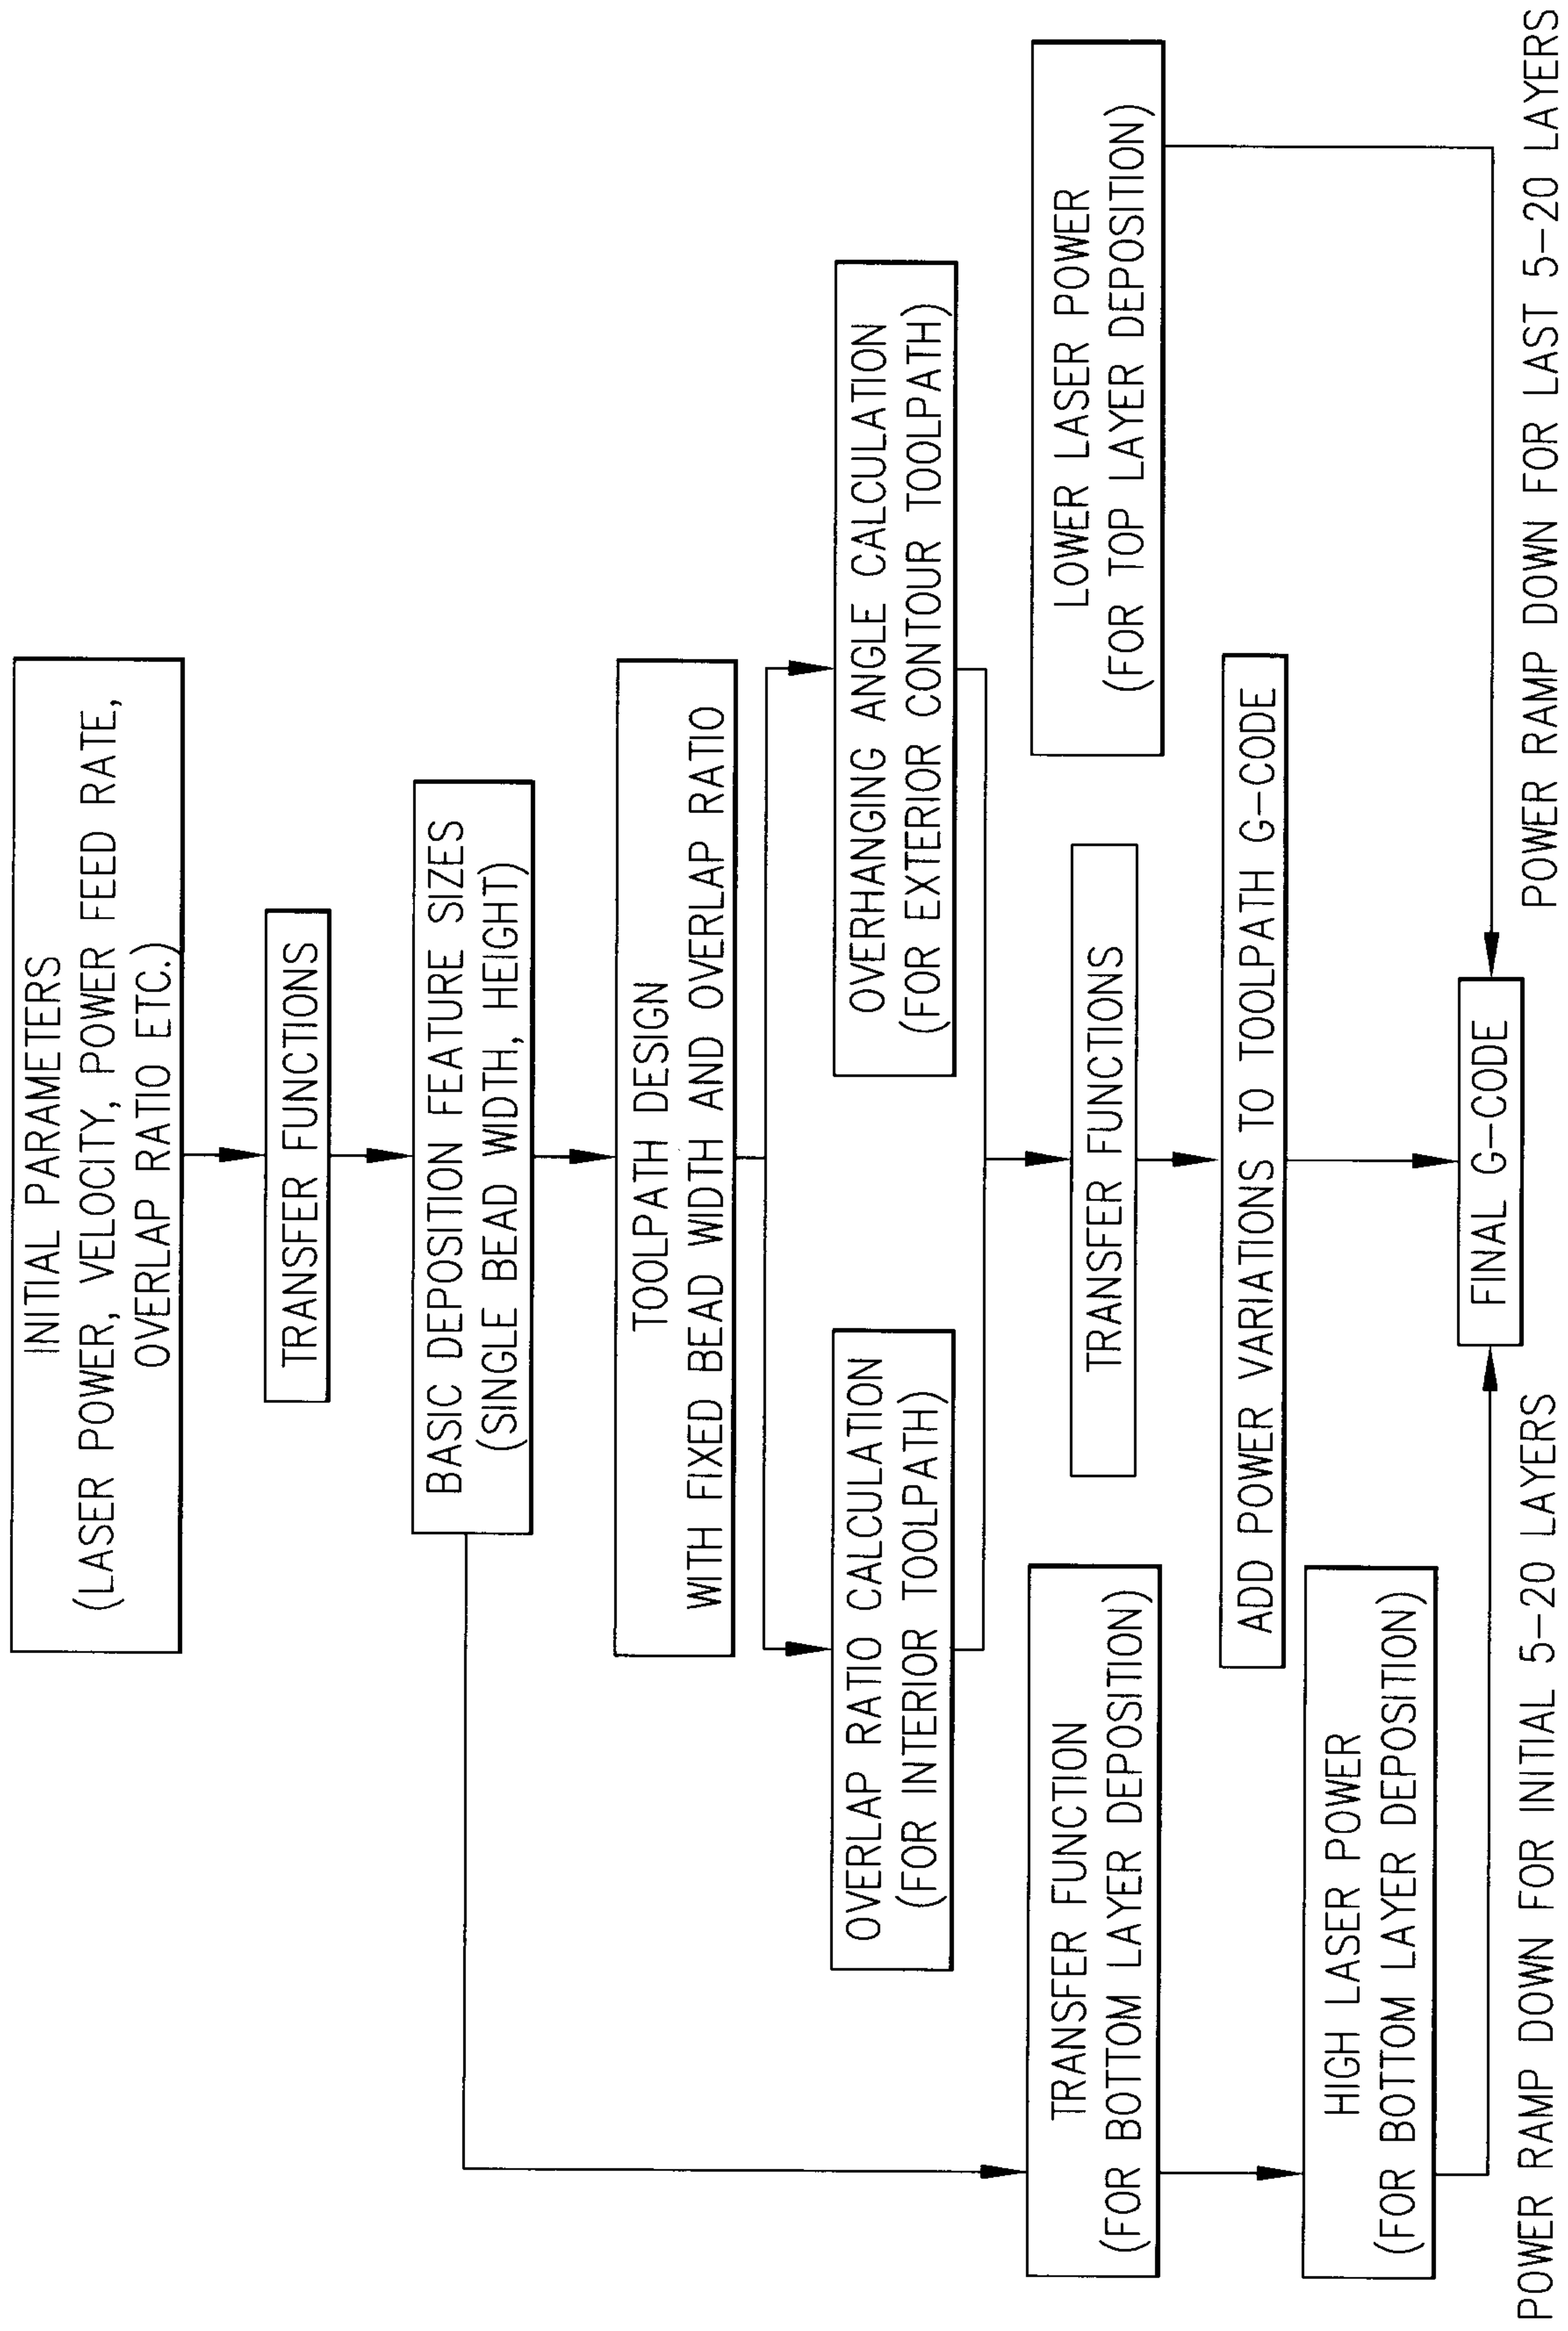 INITIAL PARAMETERS
(LASER POWER, VELOCITY, POWER FEED RATE,
OVERLAP RATIO ETC.)
TRANSFER FUNCTIONS
BASIC DEPOSITION FEATURE SIZES
(SINGLE BEAD WIDTH, HEIGHT)
TOOLPATH DESIGN
WITH FIXED BEAD WIDTH AND OVERLAP RATIO
OVERLAP RATIO CALCULATION
(FOR INTERIOR TOOLPATH)
OVERHANGING ANGLE CALCULATION
(FOR EXTERIOR CONTOUR TOOLPATH)
TRANSFER FUNCTION
(FOR BOTTOM LAYER DEPOSITION)
TRANSFER FUNCTIONS
LOWER LASER POWER
(FOR TOP LAYER DEPOSITION)
ADD POWER VARIATIONS TO TOOLPATH G-CODE
HIGH LASER POWER
(FOR BOTTOM LAYER DEPOSITION)
FINAL G-CODE
POWER RAMP DOWN FOR INITIAL 5-20 LAYERS
POWER RAMP DOWN FOR LAST 5-20 LAYERS